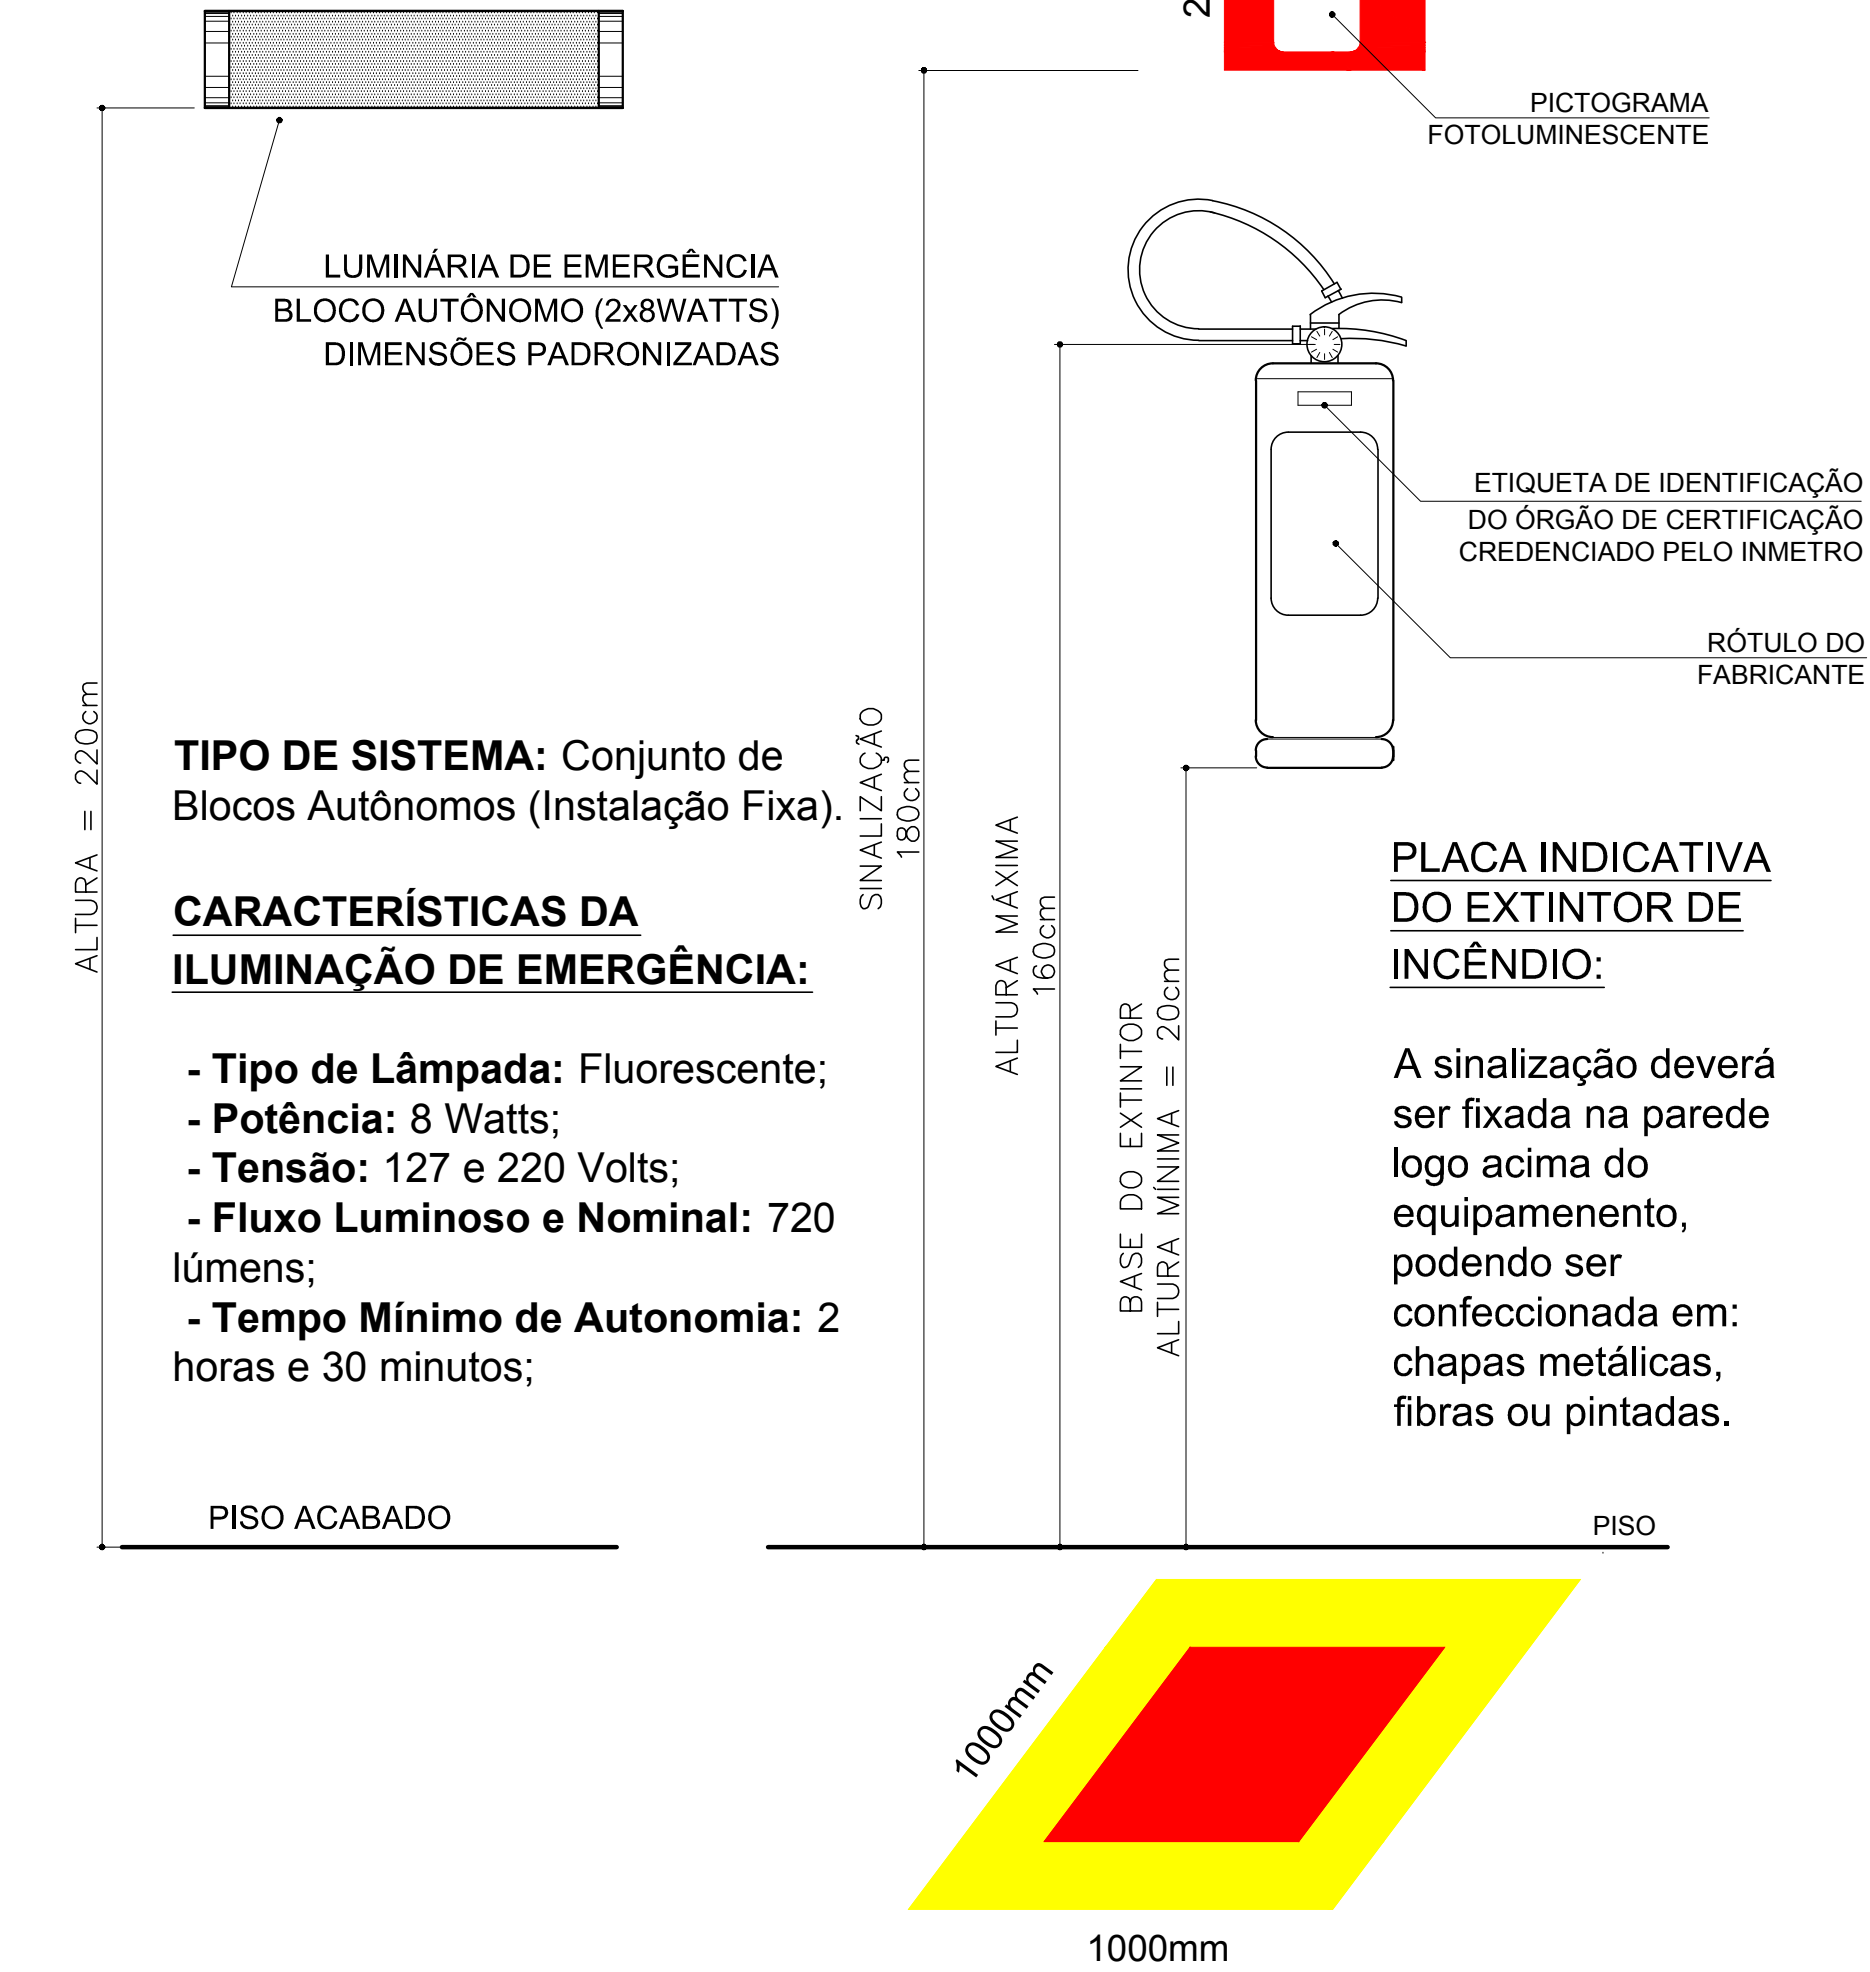 2
PICTOGRAMA
FOTOLUMINESCENTE
LUMINÁRIA DE EMERGÊNCIA
BLOCO AUTÔNOMO (2x8WATTS)
DIMENSÕES PADRONIZADAS
ETIQUETA DE IDENTIFICAÇÃO
DO ÓRGÃO DE CERTIFICAÇÃO
CREDENCIADO PELO INMETRO
RÓTULO DO
FABRICANTE
ALTURA = 220cm
TIPO DE SISTEMA: Conjunto de
Blocos Autônomos (Instalação Fixa).
CARACTERÍSTICAS DA
ILUMINAÇÃO DE EMERGÊNCIA:
- Tipo de Lâmpada: Fluorescente;
- Potência: 8 Watts;
- Tensão: 127 e 220 Volts;
- Fluxo Luminoso e Nominal: 720
lúmens;
- Tempo Mínimo de Autonomia: 2
horas e 30 minutos;
SINALIZAÇÃO
180cm
ALTURA MÁXIMA
160cm
BASE DO EXTINTOR
ALTURA MÍNIMA = 20cm
PLACA INDICATIVA
DO EXTINTOR DE
INCÊNDIO:
A sinalização deverá
ser fixada na parede
logo acima do
equipamenento,
podendo ser
confeccionada em:
chapas metálicas,
fibras ou pintadas.
PISO ACABADO
PISO
1000mm
1000mm